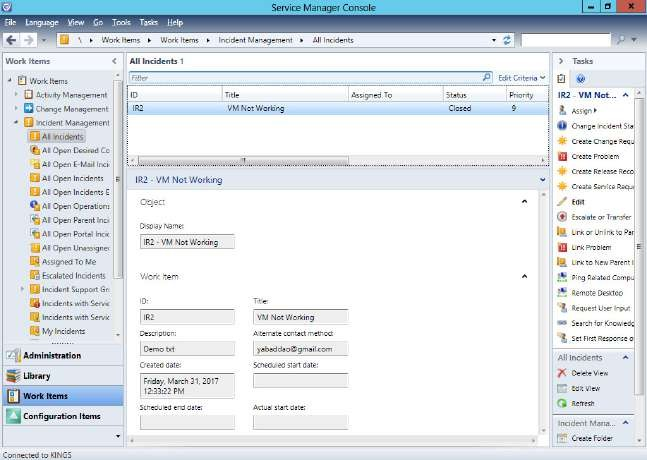 Service Manager Console
File Language View Go Tools Tasks Help
\ Work Items Work Items Incident Management All Incidents
Work Items
Work Items
Activity Management
Change Management
Incident Management
All Incidents
All Open Desired Co
All Open E-Mail Inci
All Open Incidents
All Open Incidents E
All Open Operations
All Open Parent Inci
All Open Portal Inci
All Open Unassigne
Assigned To Me
Escalated Incidents
Incident Support Gr
Incidents with Servic
Incidents with Servic
My Incidents
Administration
Library
Work Items
Configuration Items
All Incidents 1
Filter
Edit Criteria
ID Title Assigned To Status Priority
IR2 VM Not Working Closed 9
IR2 - VM Not Working
Object
Display Name:
IR2 - VM Not Working
Work Item
ID: Title:
IR2 VM Not Working
Description: Alternate contact method:
Demo txt yabaddao@gmail.com
Created date: Scheduled start date:
Friday, March 31, 2017
12:33:22 PM
Scheduled end date: Actual start date:
Tasks
IR2 - VM Not W...
Assign
Change Incident Sta
Create Change Requ
Create Problem
Create Release Reco
Create Service Requ
Edit
Escalate or Transfer
Link or Unlink to Par
Link Problem
Link to New Parent I
Ping Related Compu
Remote Desktop
Request User Input
Search for Knowled
Set First Response o
All Incidents
Delete View
Edit View
Refresh
Incident Mana...
Create Folder
Connected to KINGS